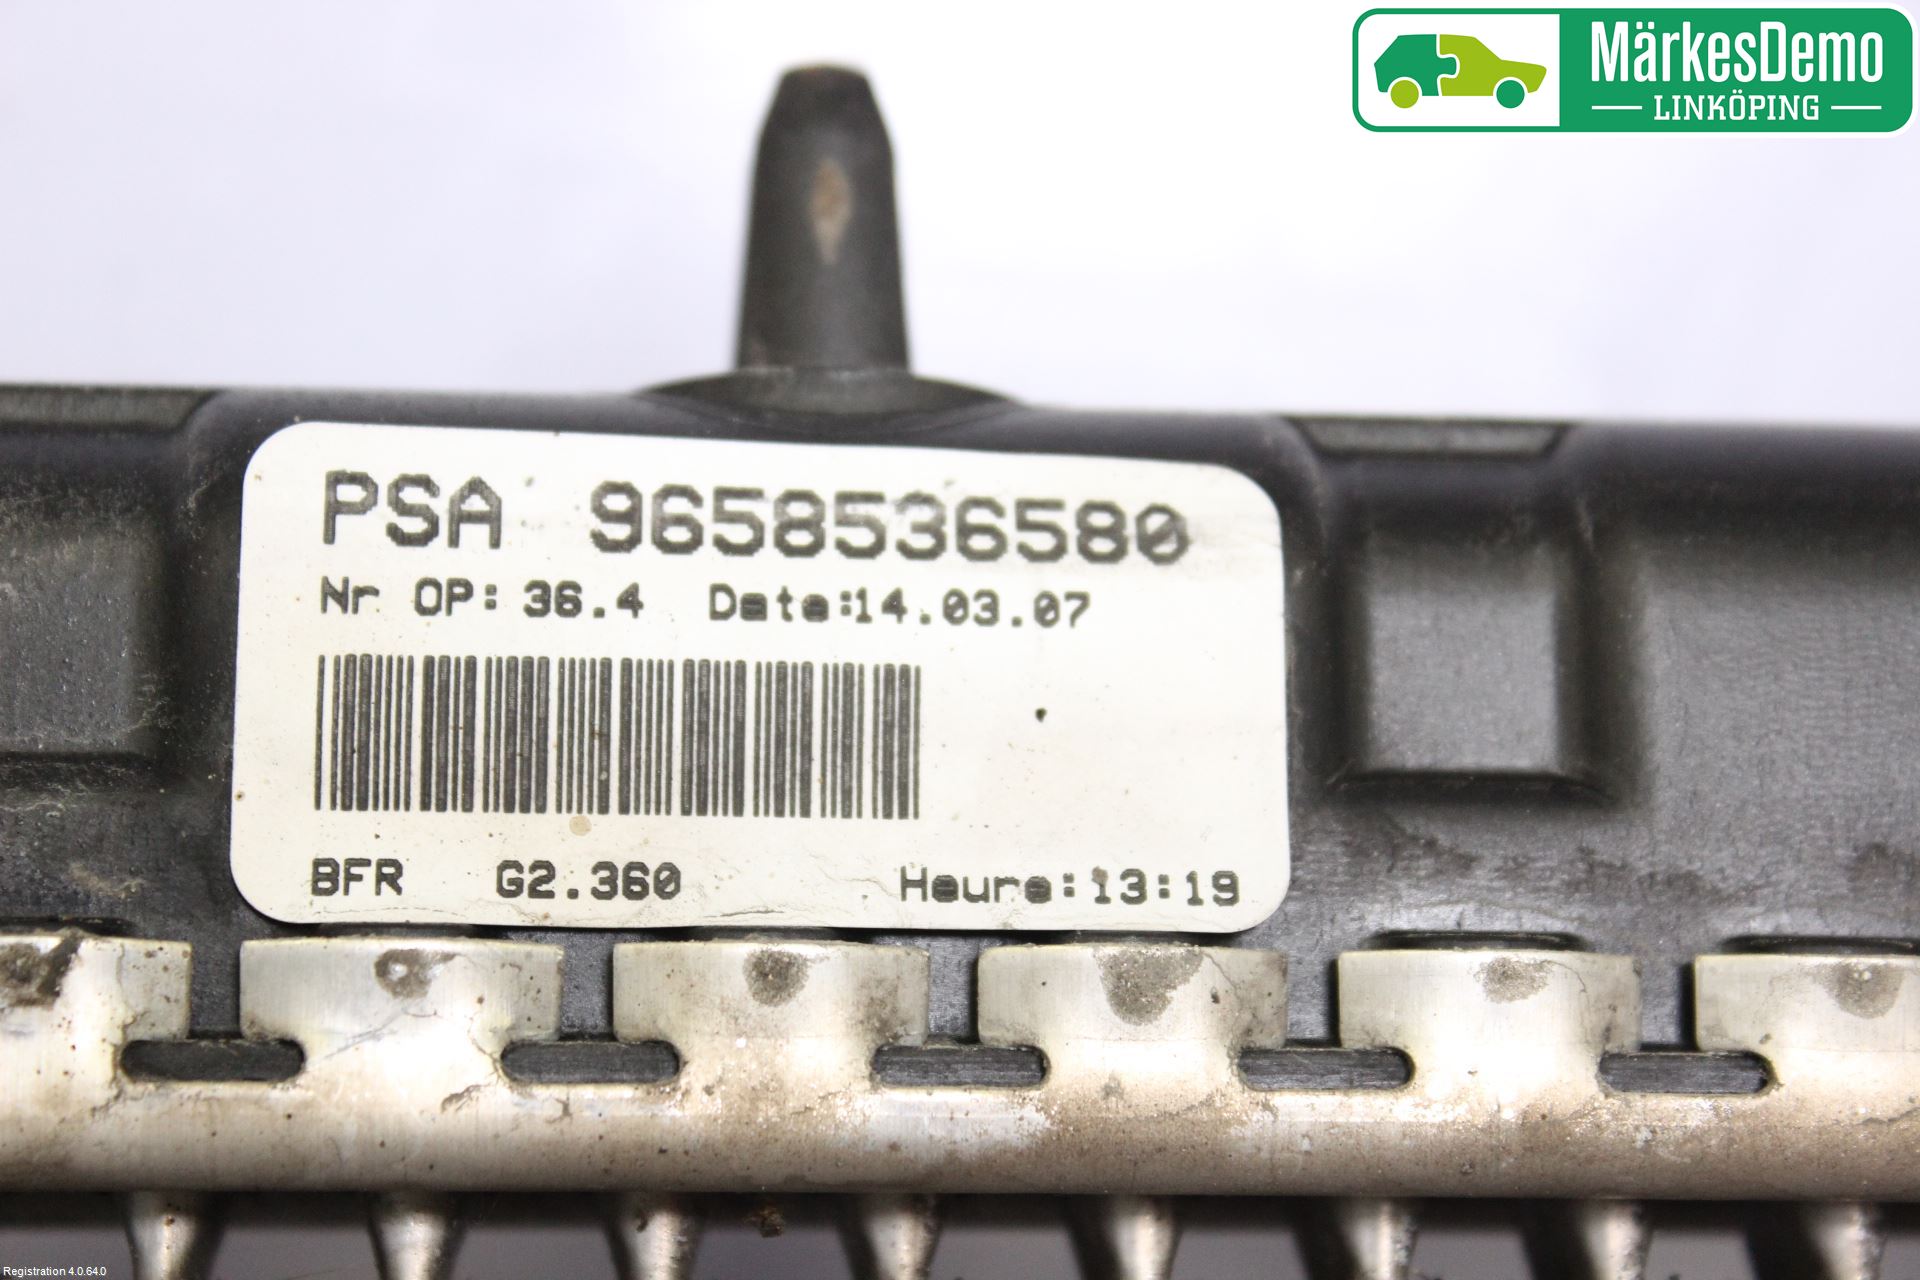 MärkesDemo
LINKÖPING
PSA 9658536580
Nr OP: 36.4 Date:14.03.07
BFR G2.360 Heure:13:19
Registration 4.0.64.0